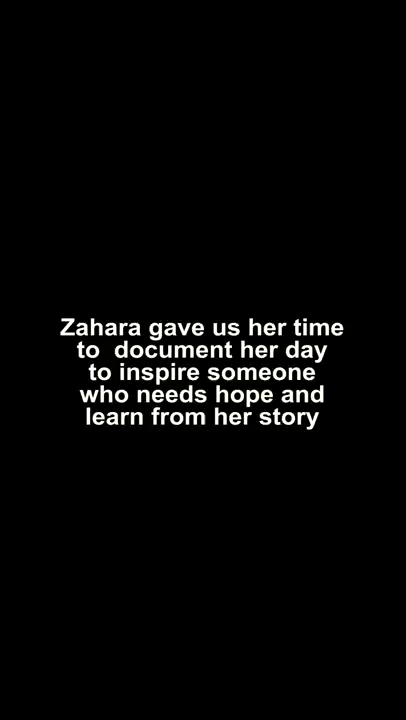 Zahara gave us her time
to  document her day
to inspire someone
who needs hope and
learn from her story